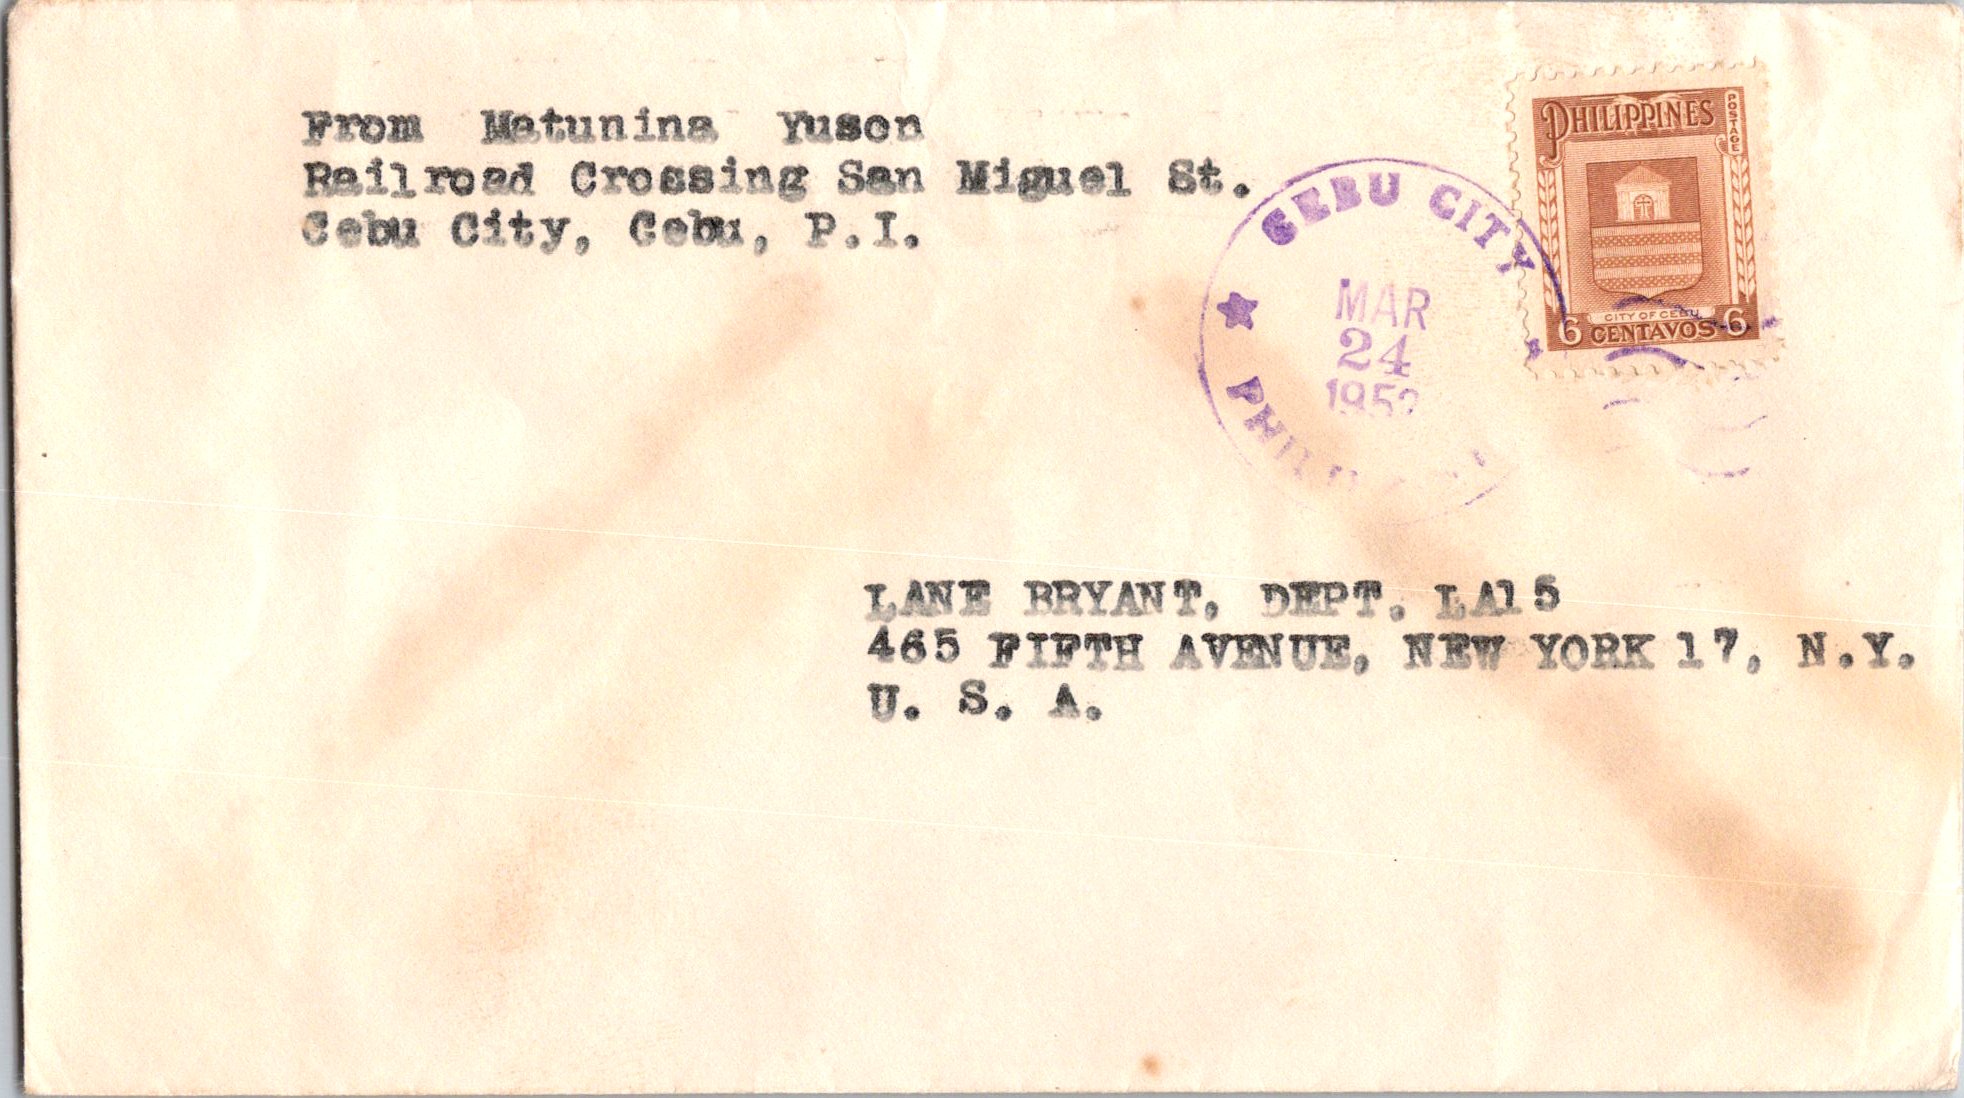 From Matunina Yuson
Railroad Crossing San Miguel St.
Cebu City, Cebu, P.I.
PHILIPPINES
POSTAGE
CITY OF CEBU
6 CENTAVOS 6
CEBU CITY
MAR
24
LANE BRYANT, DEPT. LA15
465 FIFTH AVENUE, NEW YORK 17, N.Y.
U. S. A.